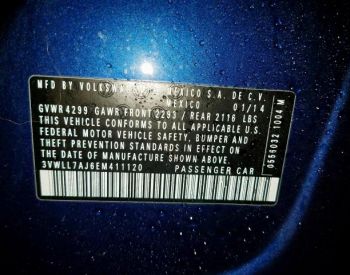 MFD BY VOLKSW MEXICO S.A. DE C.V.
MEXICO 01/14
GVWR 4299 GAWR FRONT 2293 / REAR 2116 LBS
THIS VEHICLE CONFORMS TO ALL APPLICABLE
FEDERAL MOTOR VEHICLE SAFETY, BUMPER AND
THEFT PREVENTION STANDARDS IN EFFECT ON
THE DATE OF MANUFACTURE SHOWN ABOVE.
3VWLL7AJ6EM411120 PASSENGER CAR
0556032 1004 M